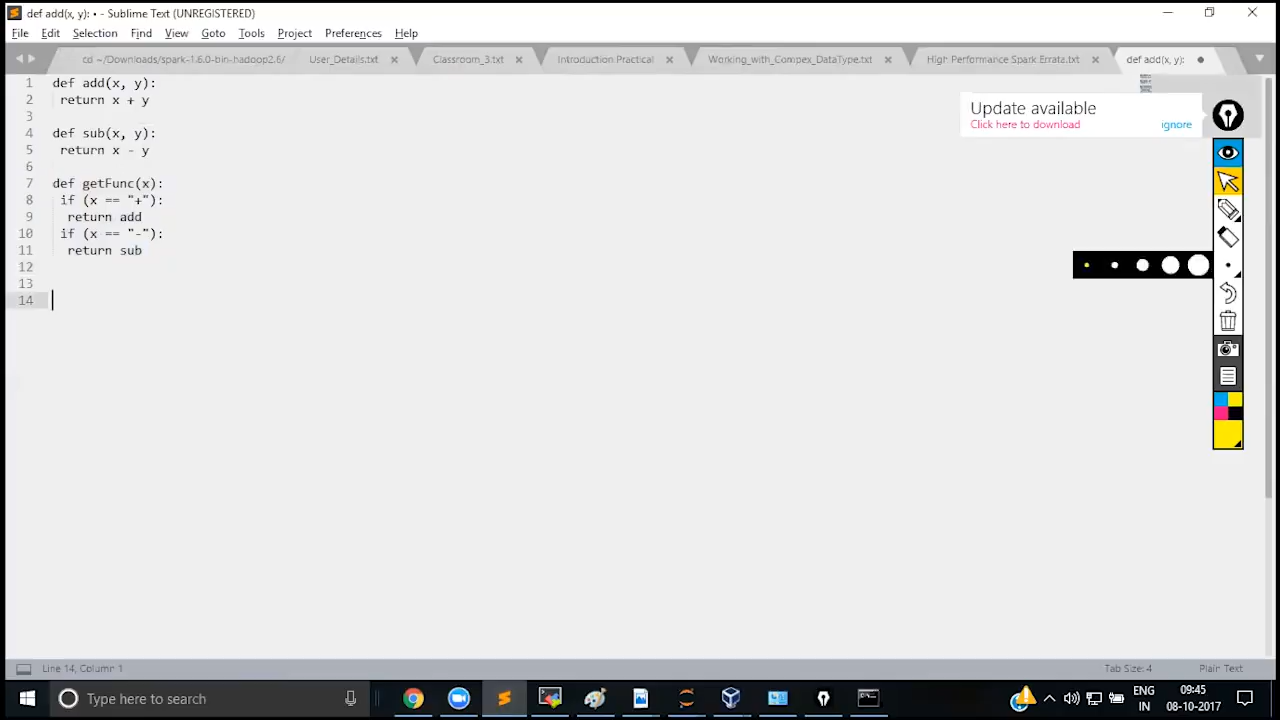 def add(x, y): • - Sublime Text (UNREGISTERED)
File Edit Selection Find View Goto Tools Project Preferences Help
cd ~/Downloads/spark-1.6.0-bin-hadoop2.6/ User_Details.txt Classroom_3.txt Introduction Practical Working_with_Compex_DataType.txt High Performance Spark Errata.txt def add(x, y):
1 def add(x, y):
2 return x + y
3
4 def sub(x, y):
5 return x - y
6
7 def getFunc(x):
8 if (x == "+"):
9 return add
10 if (x == "-"):
11 return sub
12
13
14
Update available
Click here to download ignore
Line 14, Column 1 Tab Size: 4 Plain Text
Type here to search
ENG
IN
09:45
08-10-2017